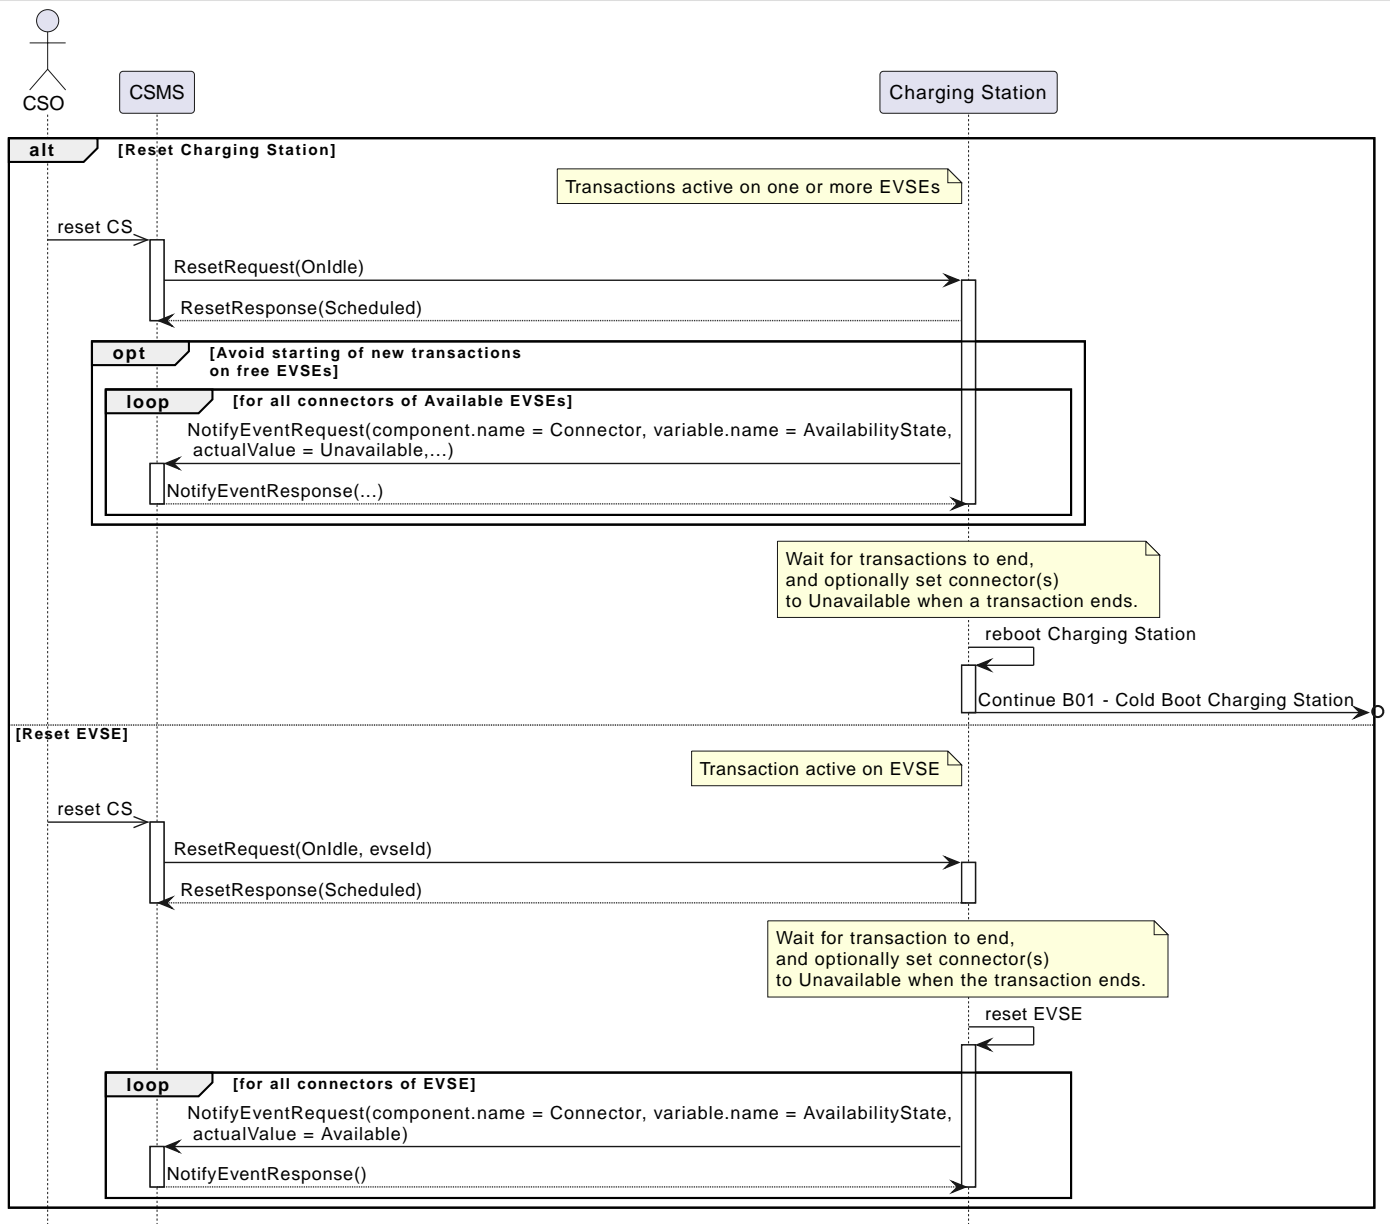 CSO
CSMS
Charging Station
alt
[Reset Charging Station]
Transactions active on one or more EVSEs
reset CS
ResetRequest(OnIdle)
ResetResponse(Scheduled)
opt
[Avoid starting of new transactions
on free EVSEs]
loop
[for all connectors of Available EVSEs]
NotifyEventRequest(component.name = Connector, variable.name = AvailabilityState,
actualValue = Unavailable,...)
NotifyEventResponse(...)
Wait for transactions to end,
and optionally set connector(s)
to Unavailable when a transaction ends.
reboot Charging Station
Continue B01 - Cold Boot Charging Station
[Reset EVSE]
Transaction active on EVSE
reset CS
ResetRequest(OnIdle, evseId)
ResetResponse(Scheduled)
Wait for transaction to end,
and optionally set connector(s)
to Unavailable when the transaction ends.
reset EVSE
loop
[for all connectors of EVSE]
NotifyEventRequest(component.name = Connector, variable.name = AvailabilityState,
actualValue = Available)
NotifyEventResponse()